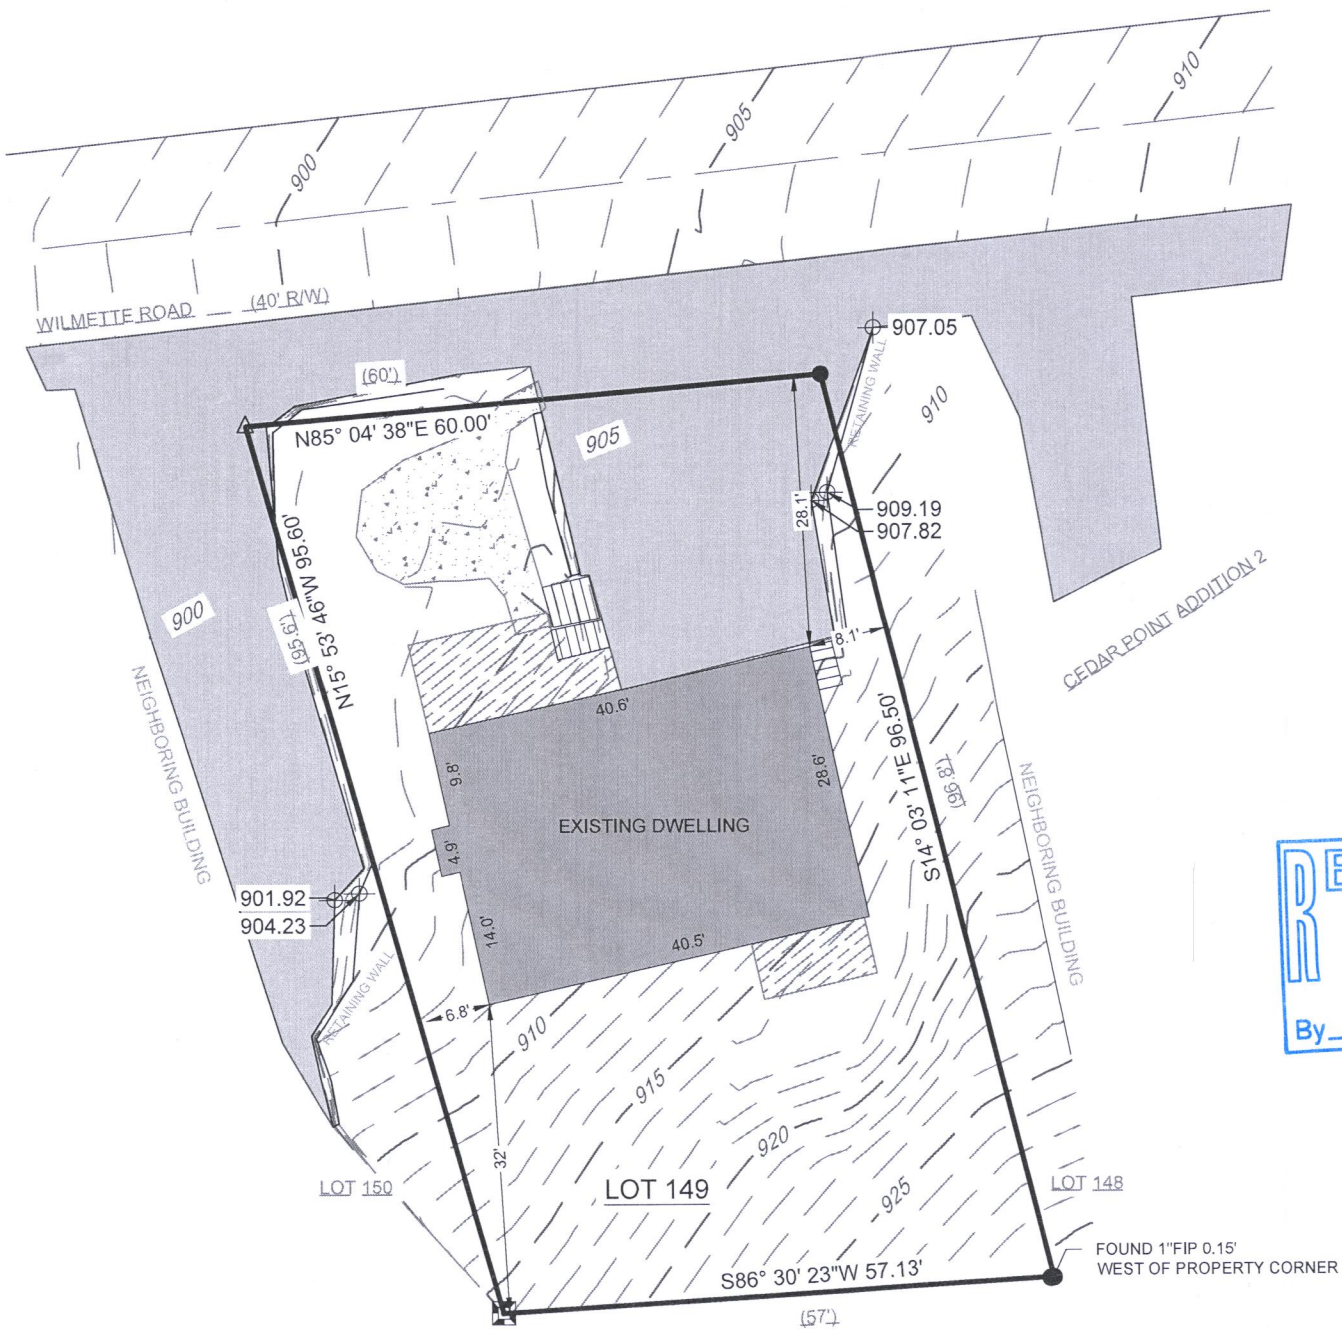 910
905
900
WILMETTE ROAD (40' R/W)
907.05
(60')
RETAINING WALL
910
N85° 04' 38"E 60.00'
905
28.1'
909.19
907.82
N15° 53' 46"W 95.60'
(95.6')
900
8.1'
CEDAR POINT ADDITION 2
NEIGHBORING BUILDING
40.6'
S14° 03' 11"E 96.50'
(96.8')
9.8'
28.6'
EXISTING DWELLING
NEIGHBORING BUILDING
4.9'
901.92
904.23
14.0'
40.5'
RETAINING WALL
6.8'
910
By
915
920
32'
LOT 150
LOT 149
925
LOT 148
FOUND 1"FIP 0.15'
WEST OF PROPERTY CORNER
S86° 30' 23"W 57.13'
(57')